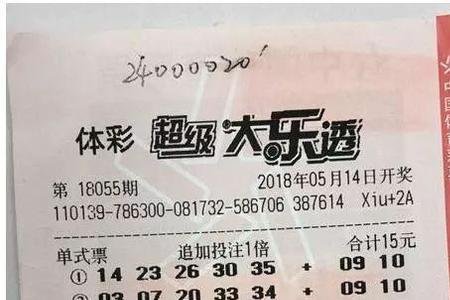 24000020
体彩 超级大乐透
第 18055期 2018年05月14日开奖
110139-786300-081732-586706 387614 Xiu+2A
单式票 追加投注1倍 合计15元
① 14 23 26 30 35 + 09 10
② 03 07 20 33 34 + 09 10